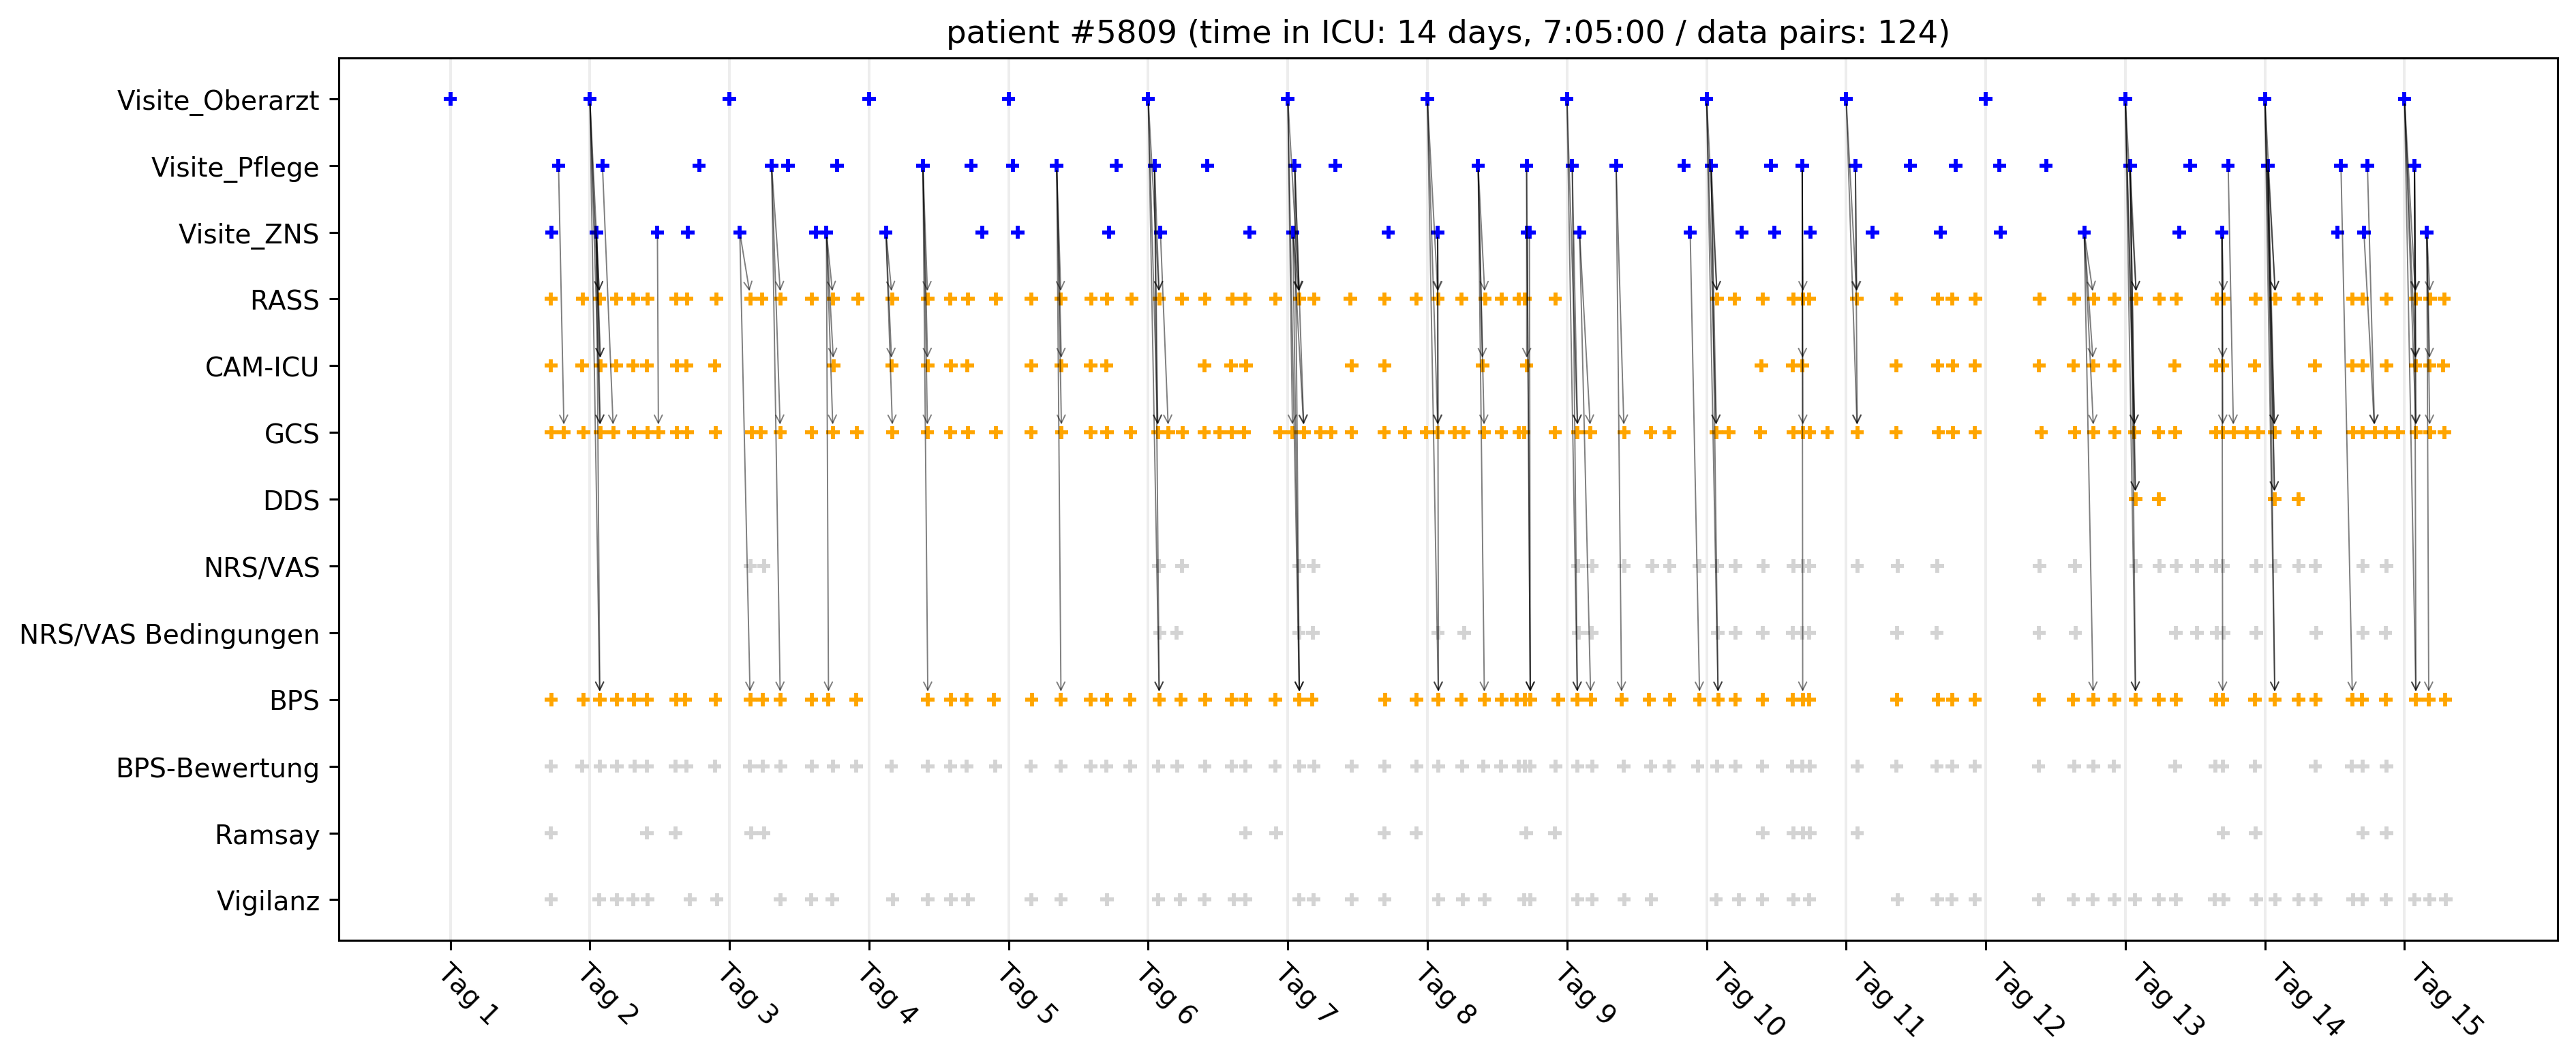 patient #5809 (time in ICU: 14 days, 7:05:00 / data pairs: 124)
Visite_Oberarzt
Visite_Pflege
Visite_ZNS
RASS
CAM-ICU
GCS
DDS
NRS/VAS
NRS/VAS Bedingungen
BPS
BPS-Bewertung
Ramsay
Vigilanz
Tag 1
Tag 2
Tag 3
Tag 4
Tag 5
Tag 6
Tag 7
Tag 8
Tag 9
Tag 10
Tag 11
Tag 12
Tag 13
Tag 14
Tag 15